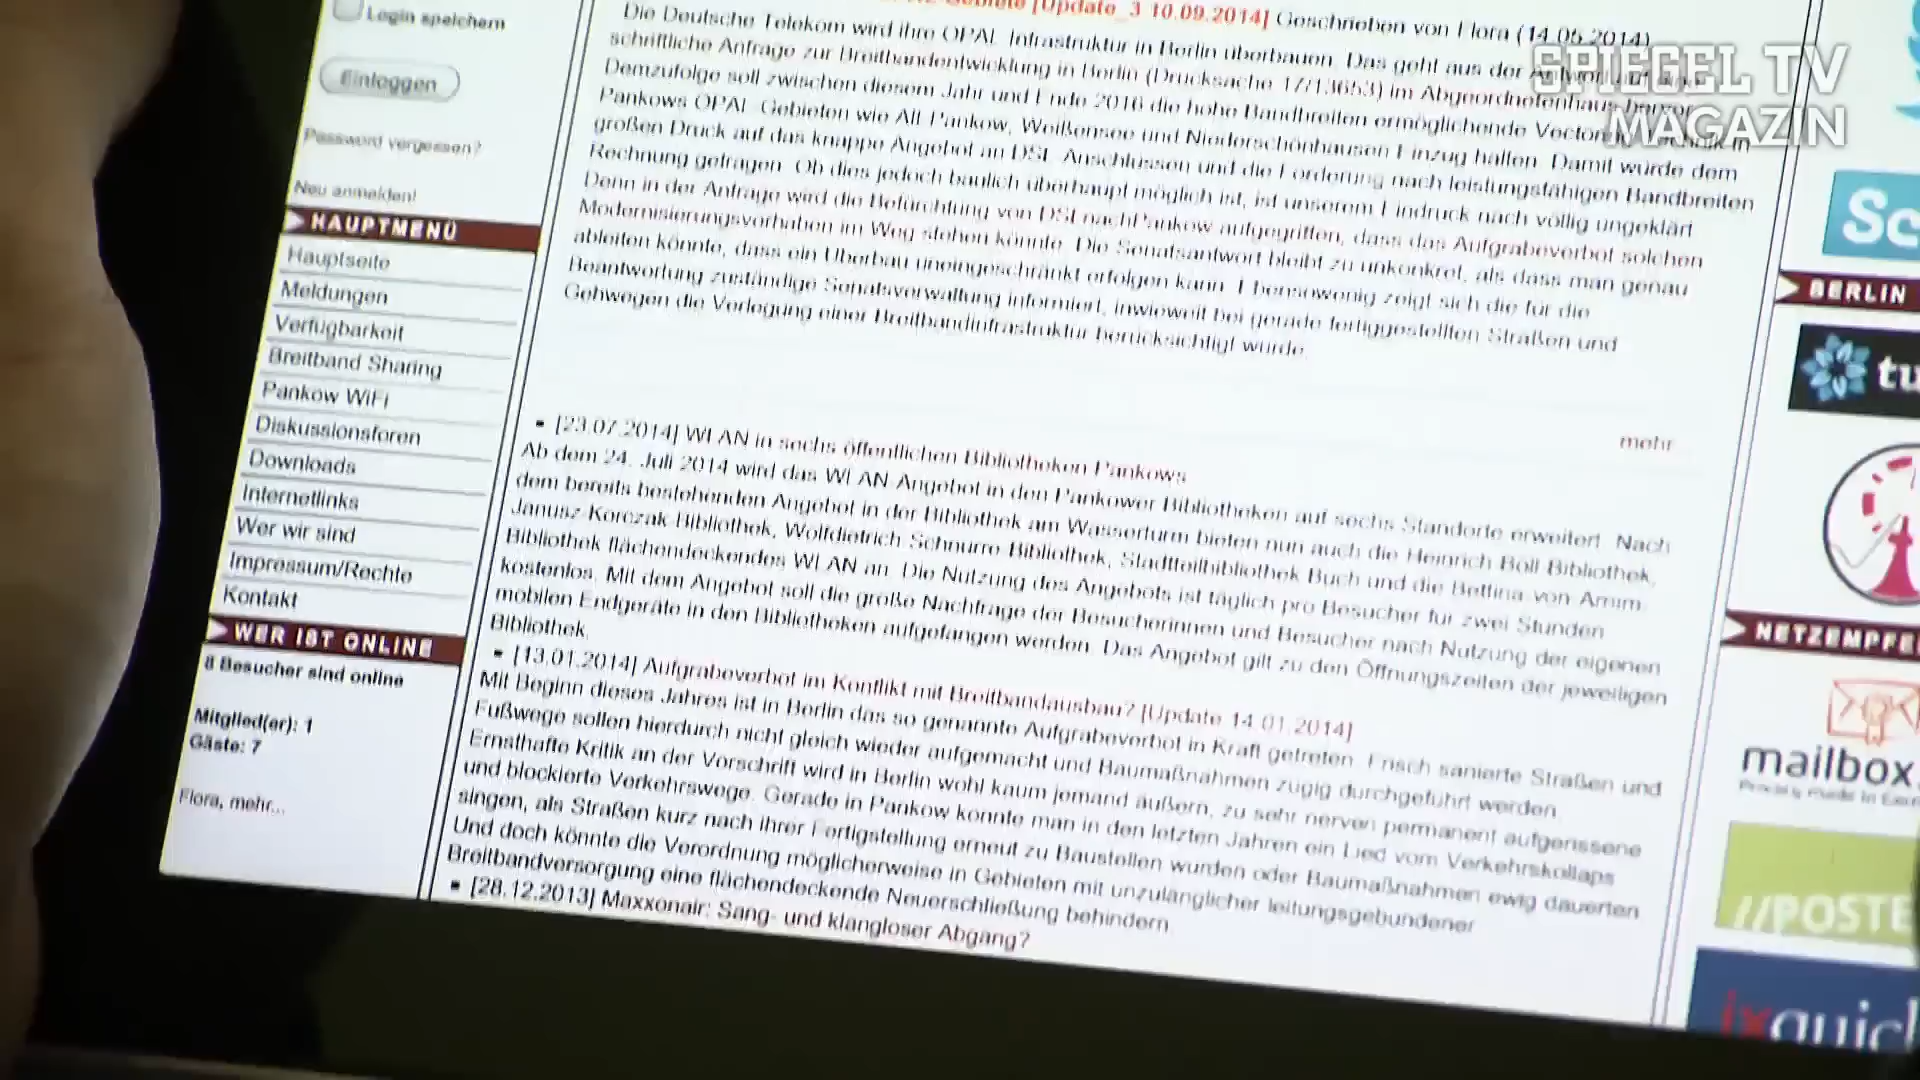 Login speichern
Einloggen
Password vergessen?
Neu anmelden!
HAUPTMENÜ
Hauptseite
Meldungen
Verfügbarkeit
Breitband Sharing
Pankow WiFi
Diskussionsforen
Downloads
Internetlinks
Wer wir sind
Impressum/Rechte
Kontakt
WER IST ONLINE
8 Besucher sind online
Mitglied(er): 1
Gäste: 7
Flora, mehr...
[Update_3 10.09.2014] Geschrieben von Flora (14.05.2014)
Die Deutsche Telekom wird ihre OPAL Infrastruktur in Berlin überbauen. Das geht aus der Antwort auf eine
schriftliche Anfrage zur Breitbandentwicklung in Berlin (Drucksache 17/13653) im Abgeordnetenhaus hervor.
Demzufolge soll zwischen diesem Jahr und Ende 2016 die hohe Bandbreiten ermöglichende Technik in
Pankows OPAL Gebieten wie Alt Pankow, Weißensee und Niederschönhausen Einzug halten. Damit würde dem
großen Druck auf das knappe Angebot an DSL Anschlüssen und die Forderung nach leistungsfähigen Bandbreiten
Rechnung getragen. Ob dies jedoch baulich überhaupt möglich ist, ist unserem Eindruck nach völlig ungeklärt.
Denn in der Anfrage wird die Befürchtung von DSLnachPankow aufgegriffen, dass das Aufgrabeverbot solchen
Modernisierungsvorhaben im Weg stehen könnte. Die Senatsantwort bleibt zu unkonkret, als dass man genau
ableiten könnte, dass ein Überbau uneingeschränkt erfolgen kann. Ebensowenig zeigt sich die für die
Beantwortung zuständige Senatsverwaltung informiert, inwieweit bei gerade fertiggestellten Straßen und
Gehwegen die Verlegung einer Breitbandinfrastruktur berücksichtigt wurde.
mehr
▪ [23.07.2014] WLAN in sechs öffentlichen Bibliotheken Pankows
Ab dem 24. Juli 2014 wird das WLAN-Angebot in den Pankower Bibliotheken auf sechs Standorte erweitert. Nach
dem bereits bestehenden Angebot in der Bibliothek am Wasserturm bieten nun auch die Heinrich-Böll-Bibliothek,
Janusz-Korczak-Bibliothek, Wolfdietrich-Schnurre-Bibliothek, Stadtteilbibliothek Buch und die Bettina-von-Arnim-
Bibliothek flächendeckendes WLAN an. Die Nutzung des Angebots ist täglich pro Besucher für zwei Stunden
kostenlos. Mit dem Angebot soll die große Nachfrage der Besucherinnen und Besucher nach Nutzung der eigenen
mobilen Endgeräte in den Bibliotheken aufgefangen werden. Das Angebot gilt zu den Öffnungszeiten der jeweiligen
Bibliothek.
▪ [13.01.2014] Aufgrabeverbot im Konflikt mit Breitbandausbau? [Update 14.01.2014]
Mit Beginn dieses Jahres ist in Berlin das so genannte Aufgrabeverbot in Kraft getreten. Frisch sanierte Straßen und
Fußwege sollen hierdurch nicht gleich wieder aufgemacht und Baumaßnahmen zügig durchgeführt werden.
Ernsthafte Kritik an der Vorschrift wird in Berlin wohl kaum jemand äußern, zu sehr nerven permanent aufgerissene
und blockierte Verkehrswege. Gerade in Pankow konnte man in den letzten Jahren ein Lied vom Verkehrskollaps
singen, als Straßen kurz nach ihrer Fertigstellung erneut zu Baustellen wurden oder Baumaßnahmen ewig dauerten.
Und doch könnte die Verordnung möglicherweise in Gebieten mit unzulänglicher leitungsgebundener
Breitbandversorgung eine flächendeckende Neuerschließung behindern.
▪ [28.12.2013] Maxxonair: Sang- und klangloser Abgang?
SPIEGEL TV
MAGAZIN
Sc
BERLIN
tu
NETZEMPFE
mailbox.
//POSTE
ixquic